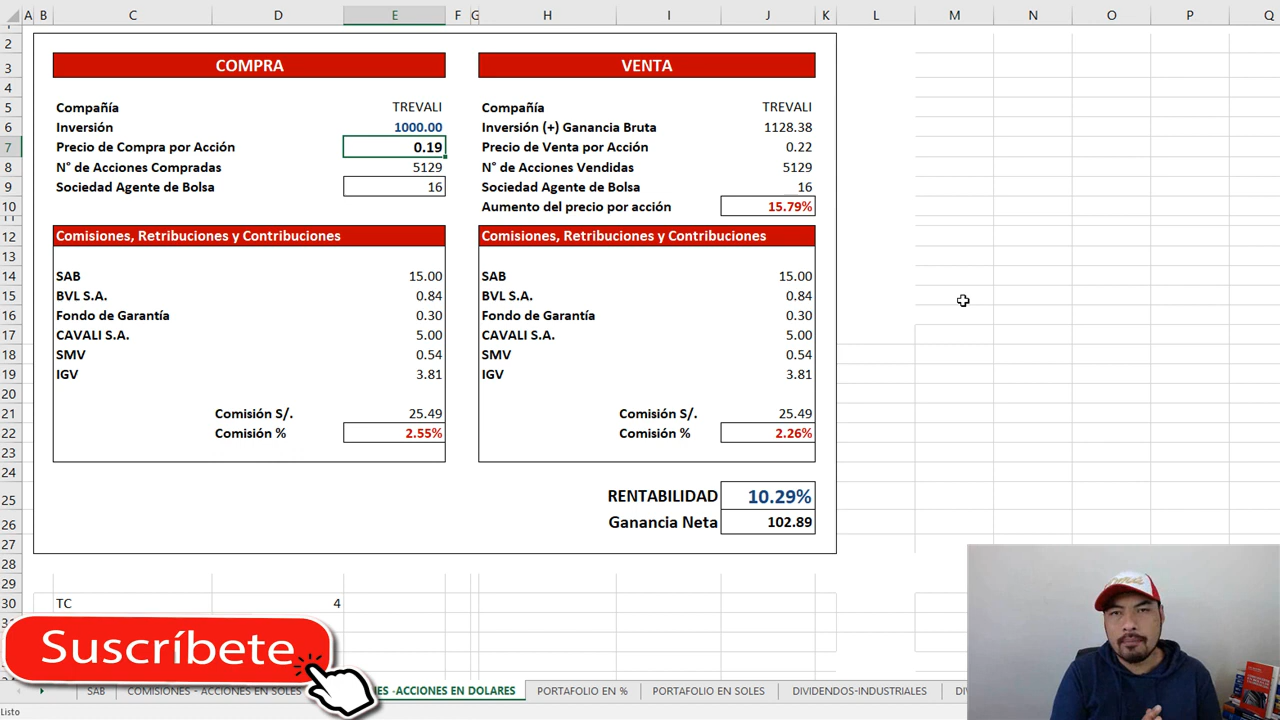 A B C D E F G H I J K L M N O P Q
COMPRA VENTA
Compañía TREVALI Compañía TREVALI
Inversión 1000.00 Inversión (+) Ganancia Bruta 1128.38
Precio de Compra por Acción 0.19 Precio de Venta por Acción 0.22
N° de Acciones Compradas 5129 N° de Acciones Vendidas 5129
Sociedad Agente de Bolsa 16 Sociedad Agente de Bolsa 16
Aumento del precio por acción 15.79%
Comisiones, Retribuciones y Contribuciones Comisiones, Retribuciones y Contribuciones
SAB 15.00 SAB 15.00
BVL S.A. 0.84 BVL S.A. 0.84
Fondo de Garantía 0.30 Fondo de Garantía 0.30
CAVALI S.A. 5.00 CAVALI S.A. 5.00
SMV 0.54 SMV 0.54
IGV 3.81 IGV 3.81
Comisión S/. 25.49 Comisión S/. 25.49
Comisión % 2.55% Comisión % 2.26%
RENTABILIDAD 10.29%
Ganancia Neta 102.89
TC 4
Suscríbete
SAB COMISIONES - ACCIONES EN SOLES ES -ACCIONES EN DOLARES PORTAFOLIO EN % PORTAFOLIO EN SOLES DIVIDENDOS-INDUSTRIALES
Listo